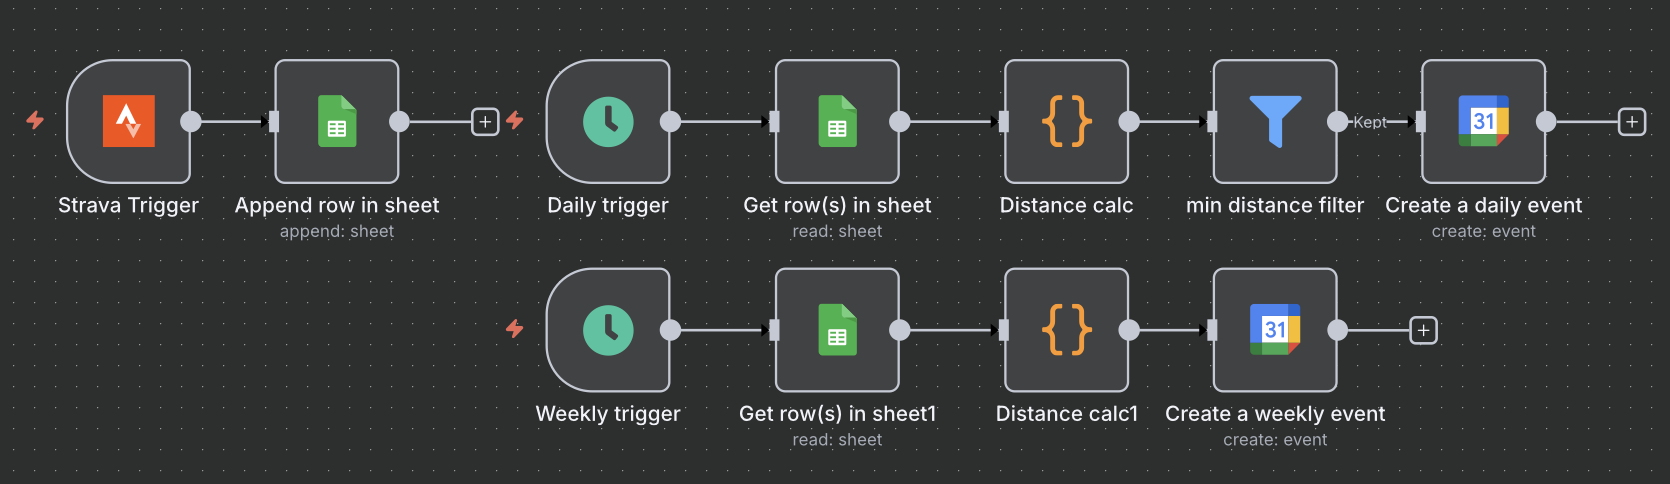 Kept
31
Strava Trigger
Append row in sheet
append: sheet
Daily trigger
Get row(s) in sheet
read: sheet
Distance calc
min distance filter
Create a daily event
create: event
31
Weekly trigger
Get row(s) in sheet1
read: sheet
Distance calc1
Create a weekly event
create: event